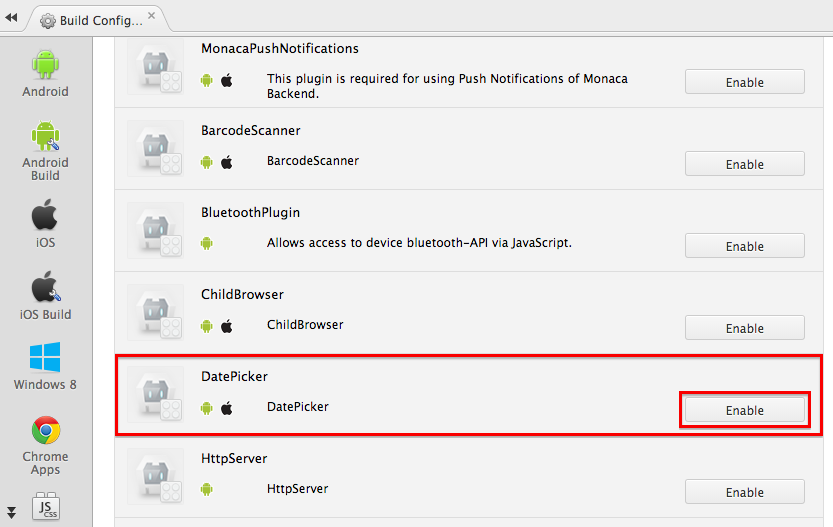 Build Config...
Android
Android
Build
iOS
iOS Build
Windows 8
Chrome
Apps
JS
CSS
MonacaPushNotifications
This plugin is required for using Push Notifications of Monaca
Backend.
Enable
BarcodeScanner
BarcodeScanner
Enable
BluetoothPlugin
Allows access to device bluetooth-API via JavaScript.
Enable
ChildBrowser
ChildBrowser
Enable
DatePicker
DatePicker
Enable
HttpServer
HttpServer
Enable